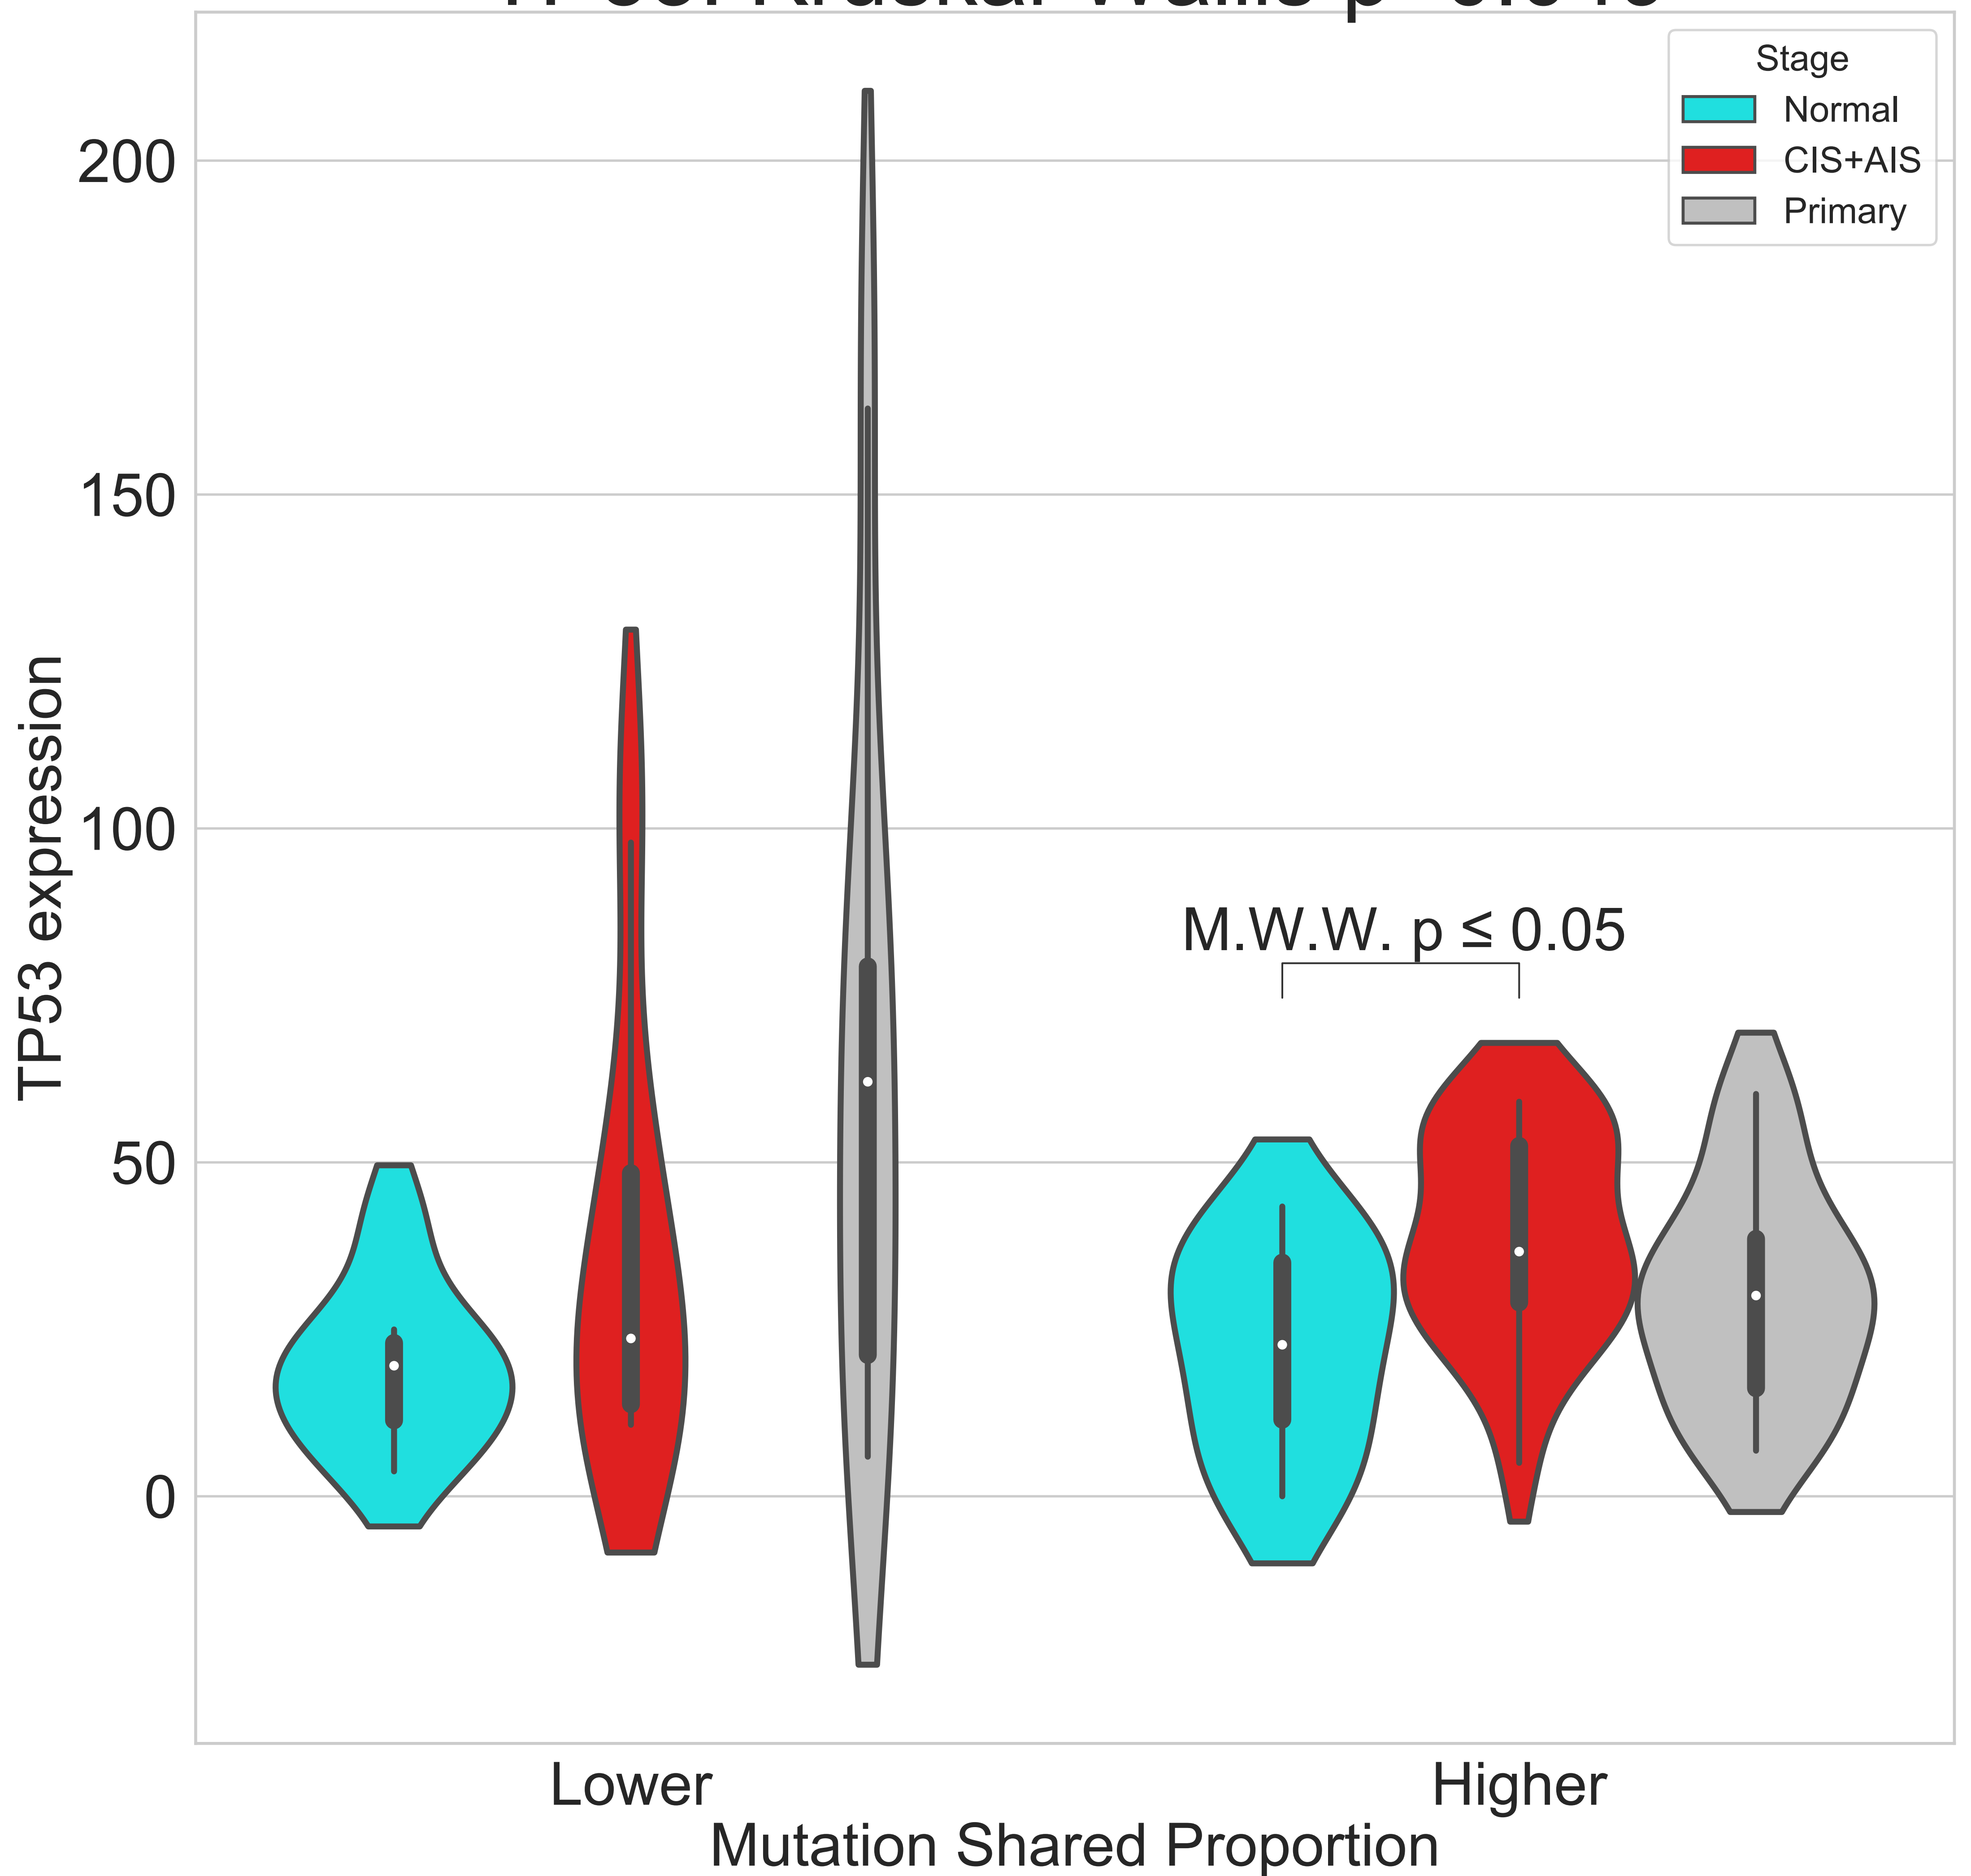 Stage
Normal
CIS+AIS
Primary
200
150
100
50
0
TP53 expression
M.W.W. p ≤ 0.05
Lower
Higher
Mutation Shared Proportion